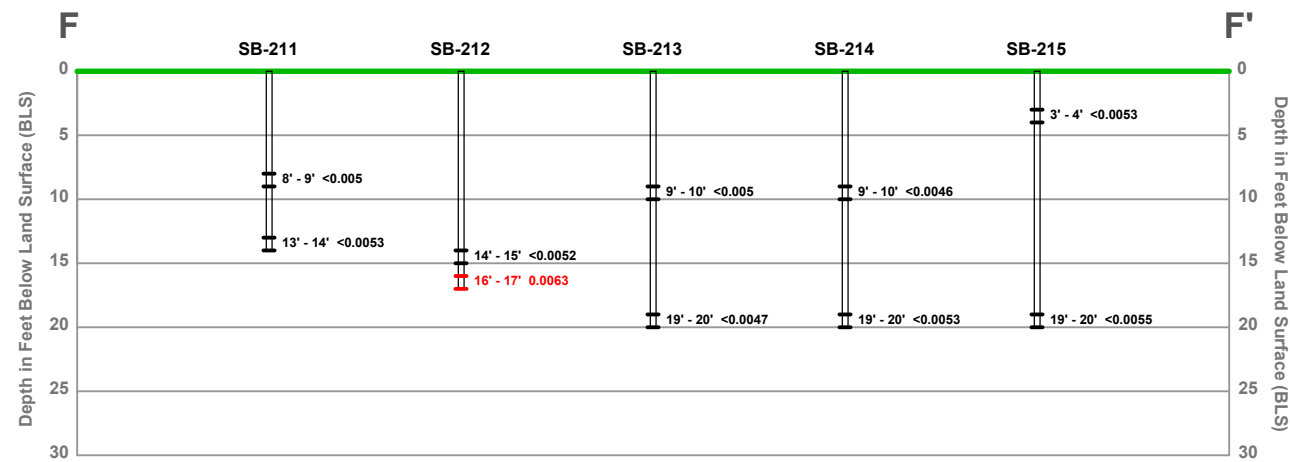 F F'
SB-211 SB-212 SB-213 SB-214 SB-215
0 0
3' - 4' <0.0053
5 5
8' - 9' <0.005
9' - 10' <0.005 9' - 10' <0.0046
10 10
13' - 14' <0.0053
14' - 15' <0.0052
15 15
16' - 17' 0.0063
19' - 20' <0.0047 19' - 20' <0.0053 19' - 20' <0.0055
20 20
25 25
30 30
Depth in Feet Below Land Surface (BLS)
Depth in Feet Below Land Surface (BLS)